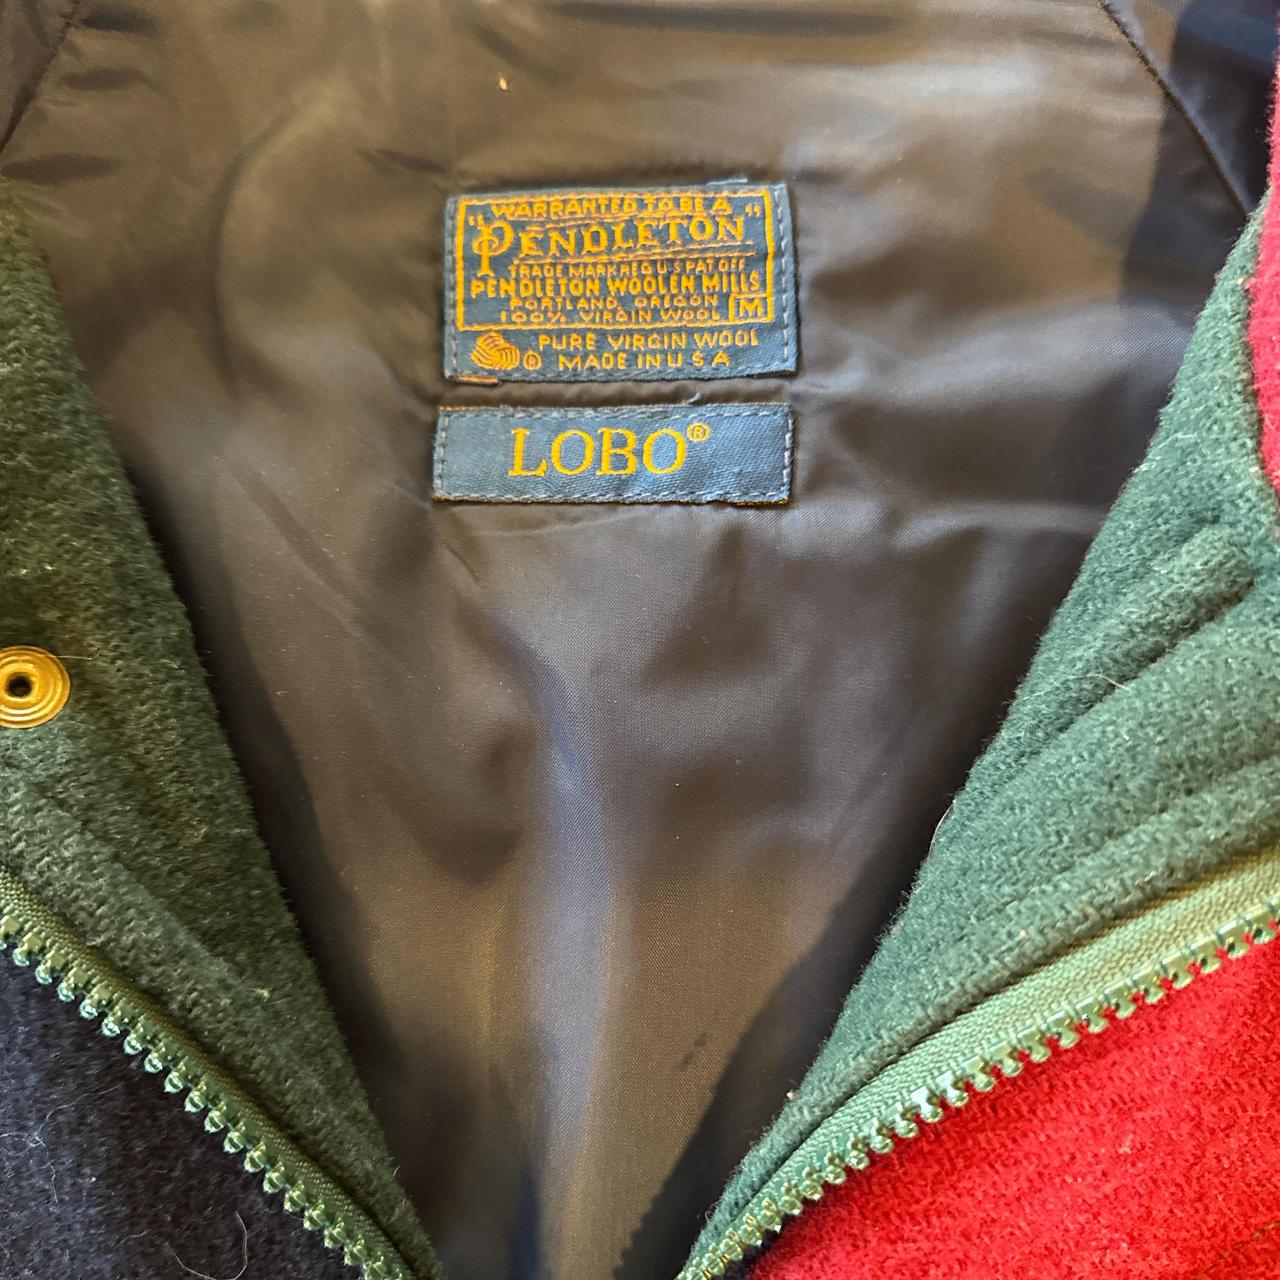 WARRANTED TO BE A
"PENDLETON"
TRADE MARK REG U S PAT OFF
PENDLETON WOOLEN MILLS
PORTLAND, OREGON
100% VIRGIN WOOL M
PURE VIRGIN WOOL
® MADE IN U S A
LOBO®